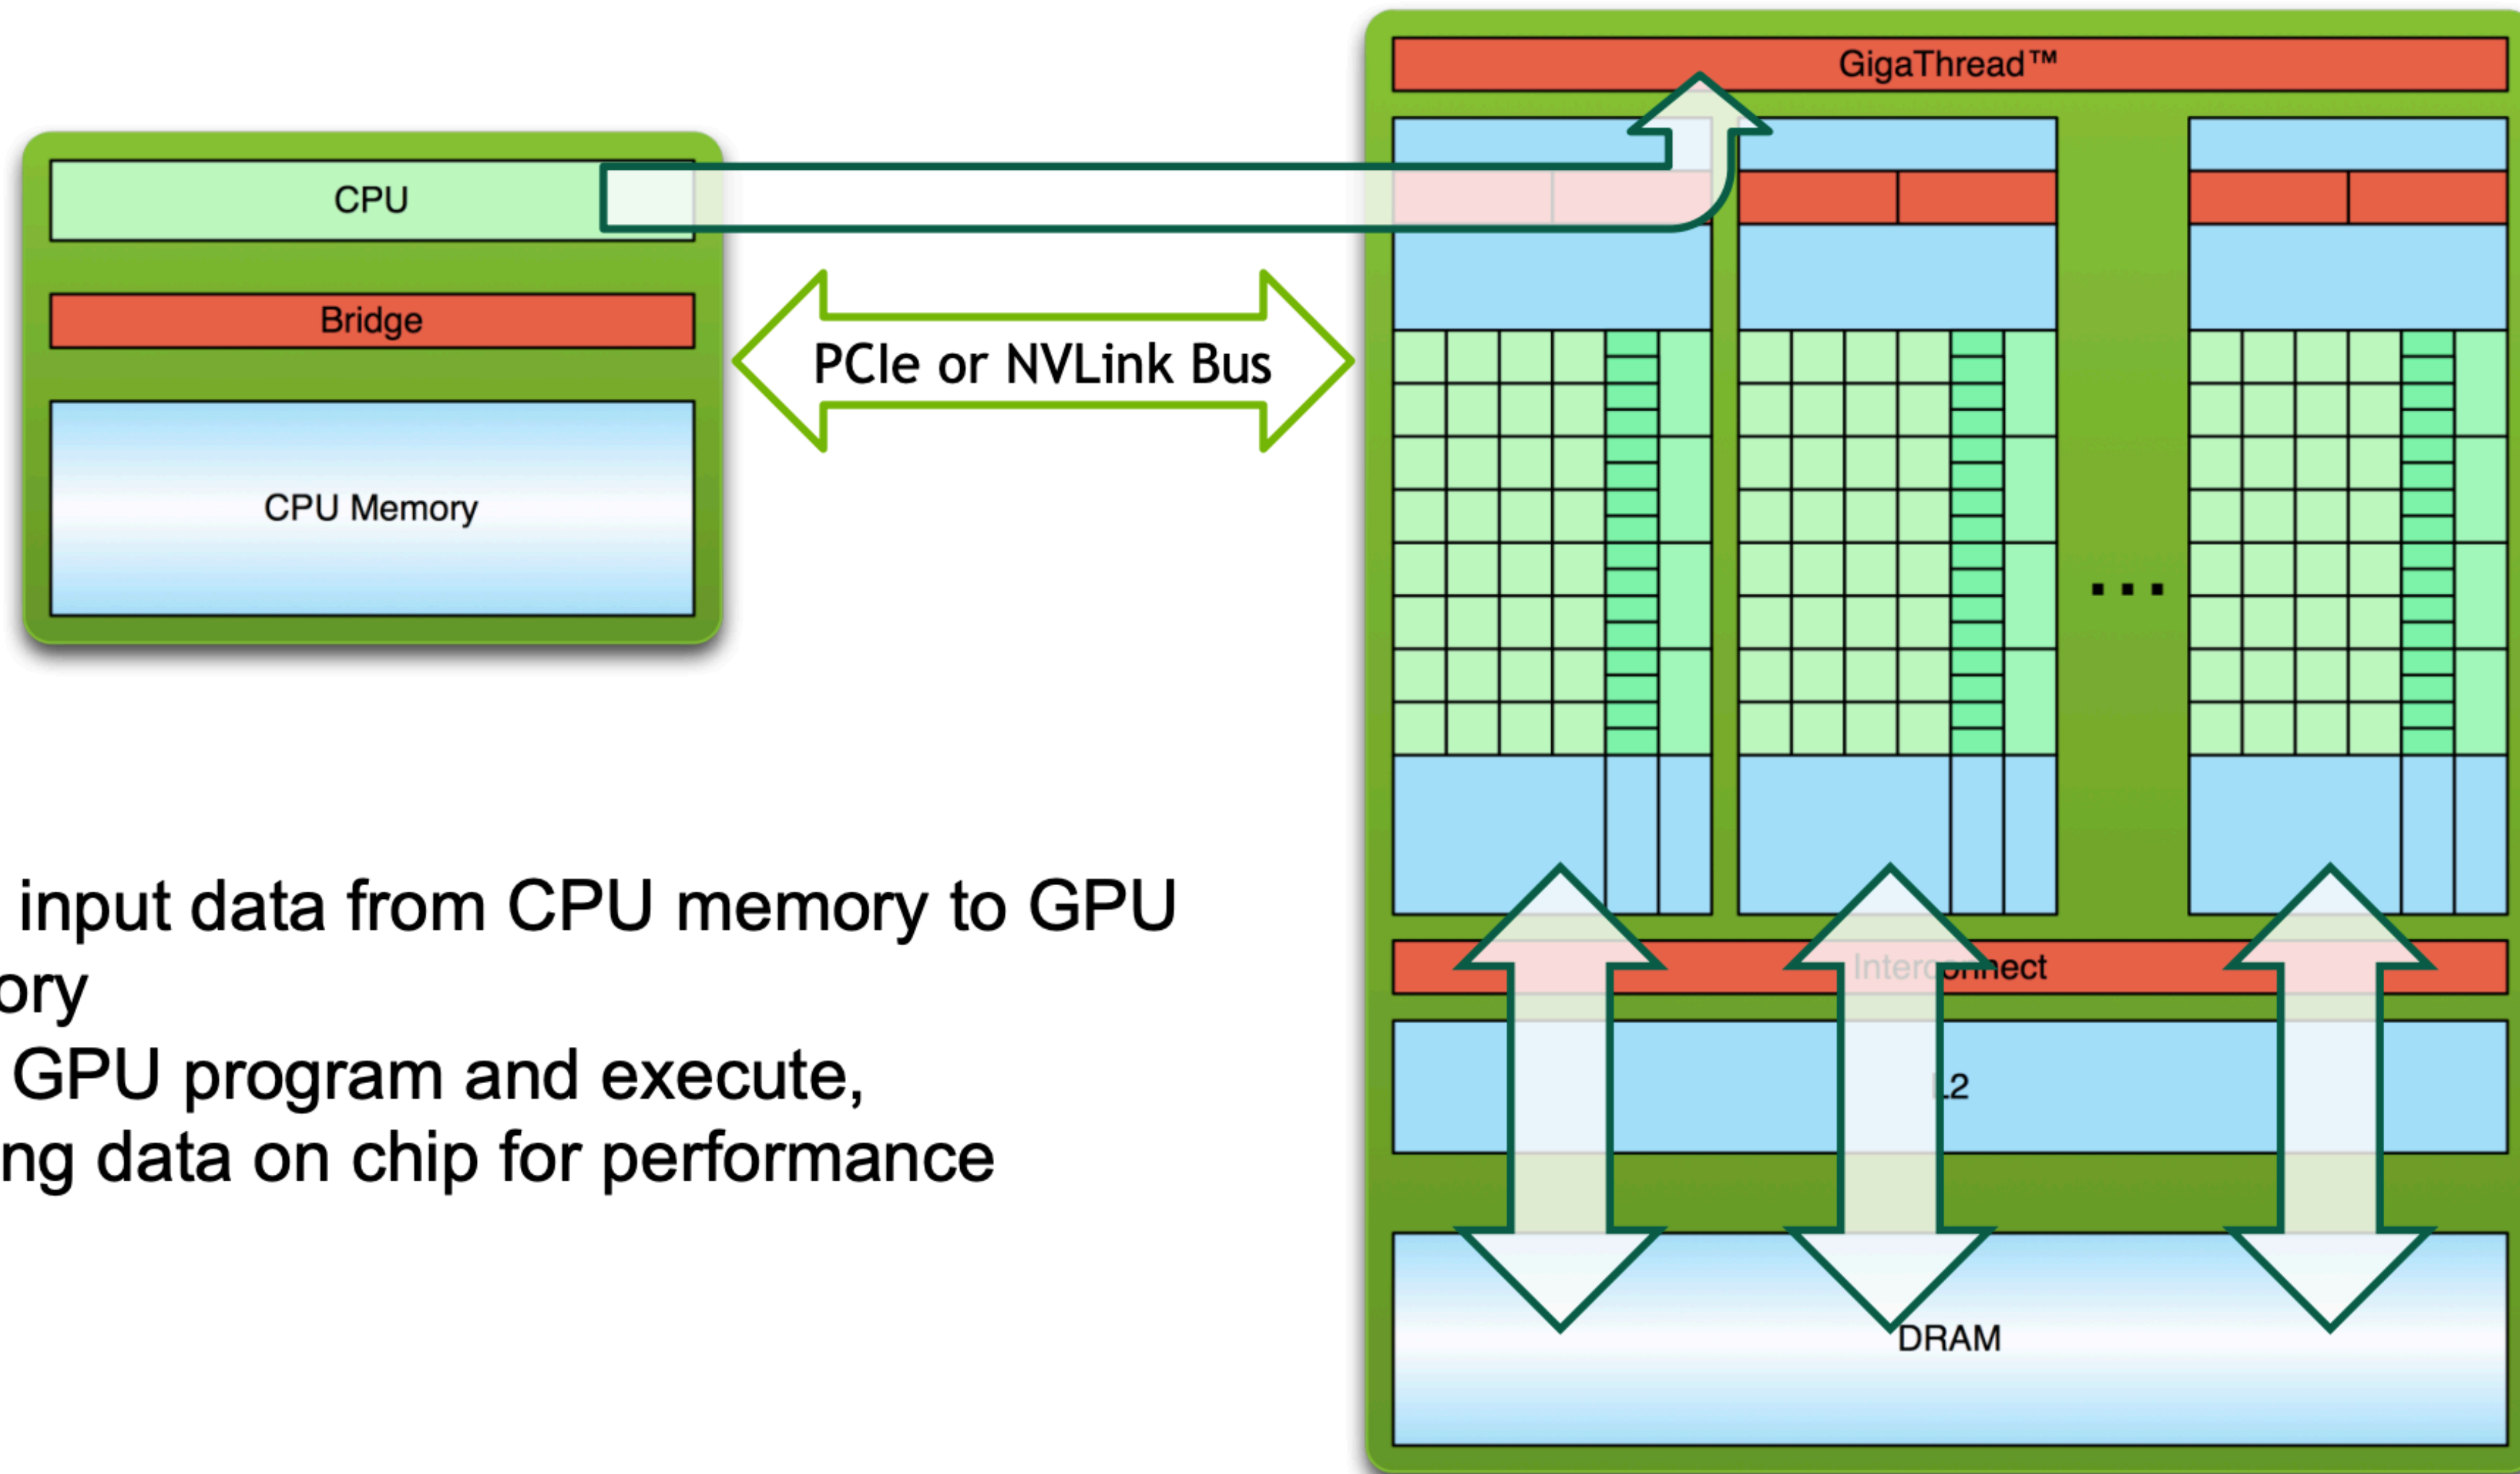 GigaThread™
CPU
Bridge
PCIe or NVLink Bus
CPU Memory
...
input data from CPU memory to GPU
ory
GPU program and execute,
ng data on chip for performance
Interconnect
L2
DRAM